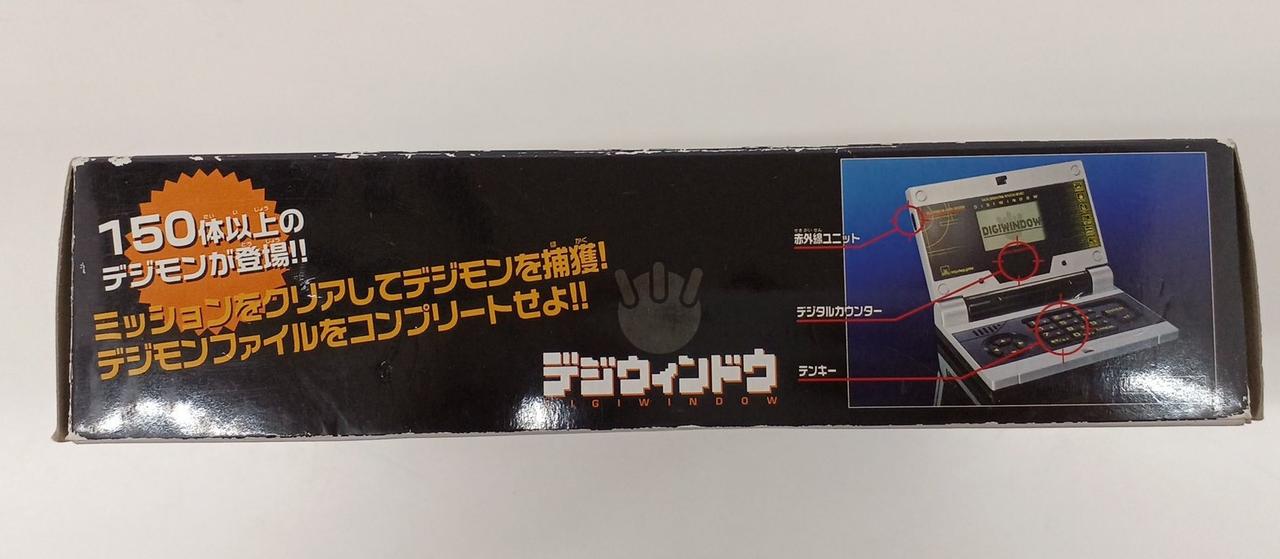 150体以上の
デジモンが登場!!
ミッションをクリアしてデジモンを捕獲!
デジモンファイルをコンプリートせよ!!
デジウィンドウ
DIGIWINDOW
赤外線ユニット
デジタルカウンター
テンキー
DIGIWINDOW
DIGIWINDOW